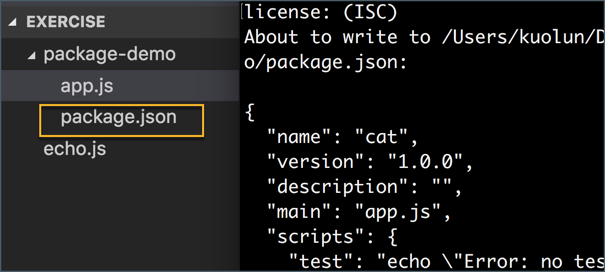 EXERCISE
package-demo
app.js
package.json
echo.js
license: (ISC)
About to write to /Users/kuolun/D
o/package.json:
{
"name": "cat",
"version": "1.0.0",
"description": "",
"main": "app.js",
"scripts": {
"test": "echo \"Error: no tes